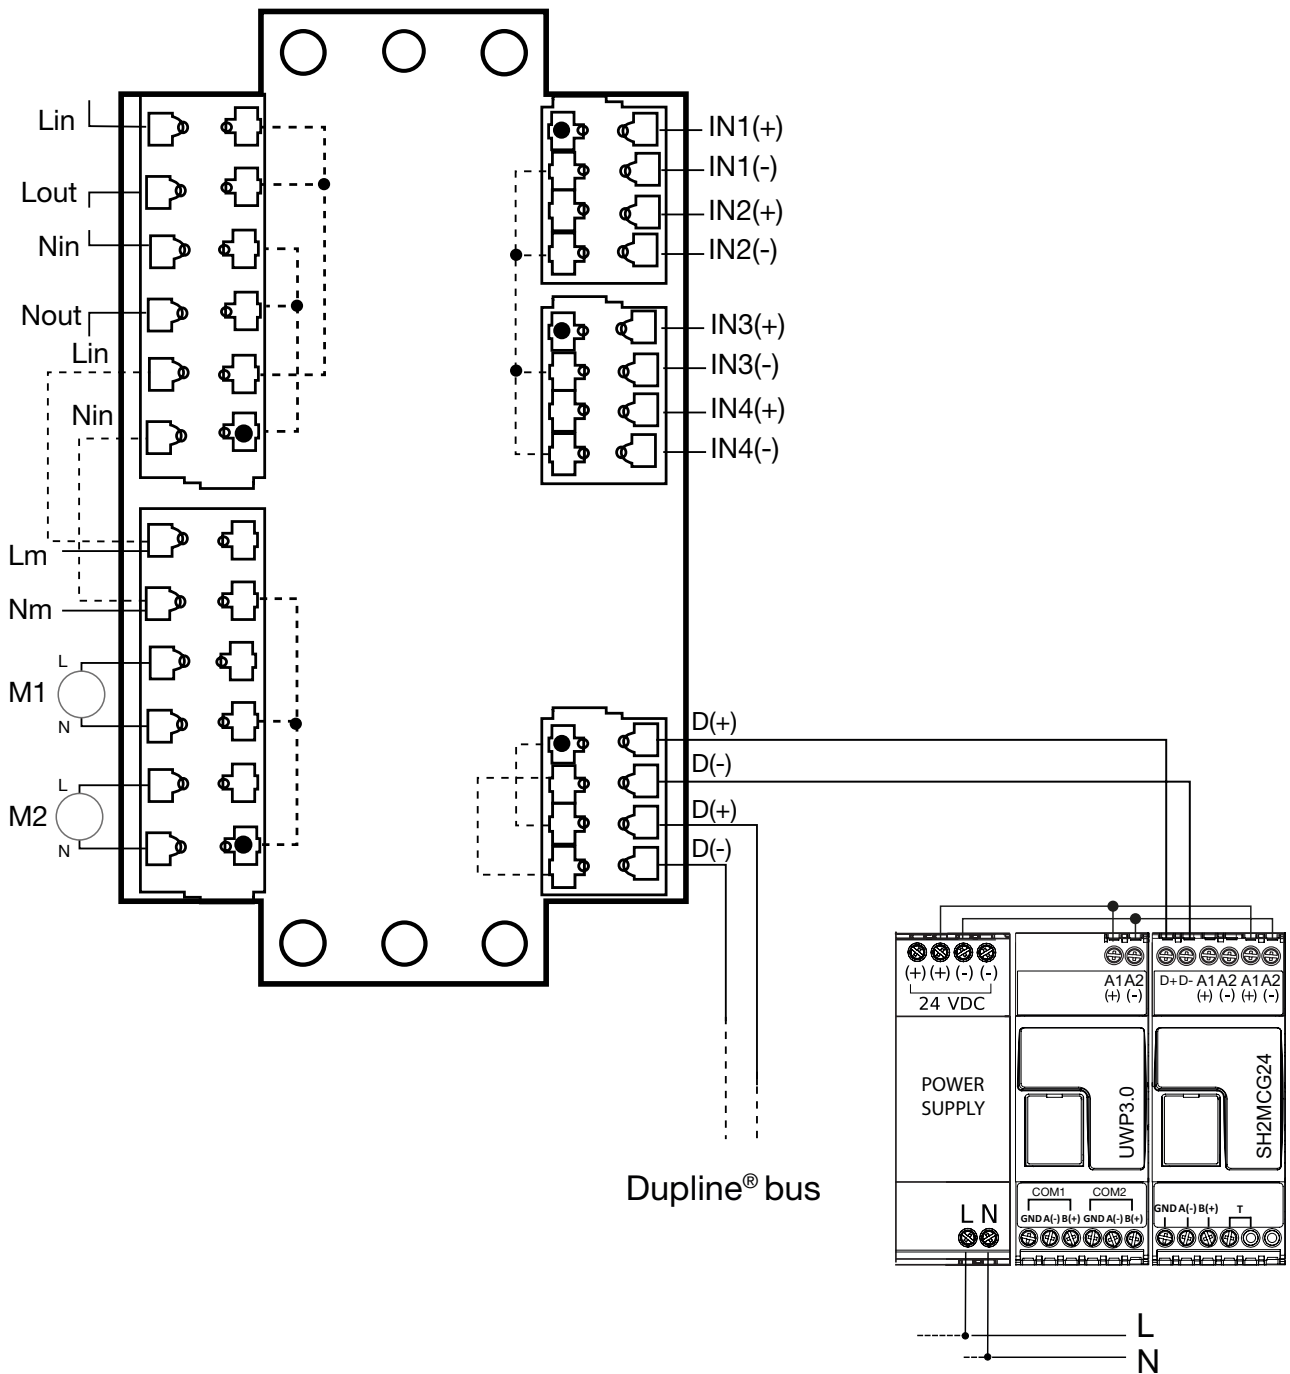 Lin
Lout
Nin
Nout
Lin
Nin
Lm
Nm
L
M1
N
L
M2
N
IN1(+)
IN1(-)
IN2(+)
IN2(-)
IN3(+)
IN3(-)
IN4(+)
IN4(-)
D(+)
D(-)
D(+)
D(-)
Dupline® bus
(+) (+) (-) (-)
24 VDC
POWER
SUPPLY
L N
A1 A2
(+) (-)
UWP3.0
COM1 COM2
GND A(-) B(+) GND A(-) B(+)
D+ D- A1 A2 A1 A2
(+) (-) (+) (-)
SH2MCG24
GND A(-) B(+) T
L
N